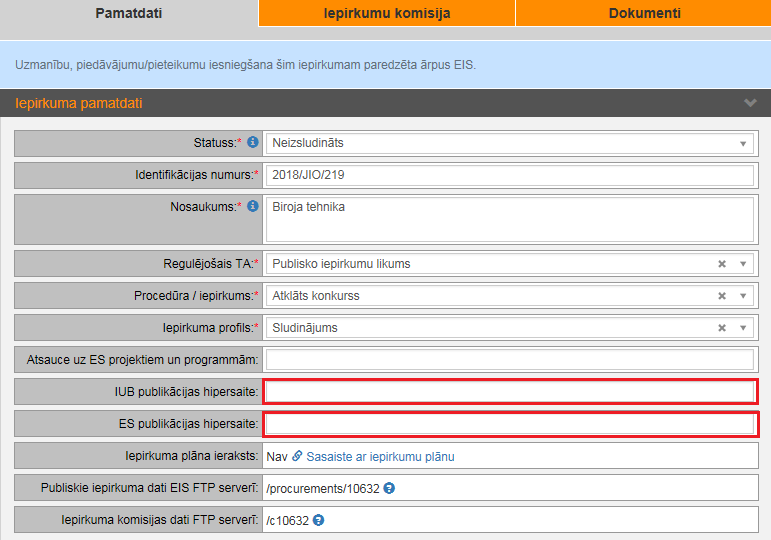 Pamatdati Iepirkumu komisija Dokumenti
Uzmanību, piedāvājumu/pieteikumu iesniegšana šim iepirkumam paredzēta ārpus EIS.
Iepirkuma pamatdati
Statuss:* Neizsludināts
Identifikācijas numurs:* 2018/JIO/219
Nosaukums:* Biroja tehnika
Regulējošais TA:* Publisko iepirkumu likums
Procedūra / iepirkums:* Atklāts konkurss
Iepirkuma profils:* Sludinājums
Atsauce uz ES projektiem un programmām:
IUB publikācijas hipersaite:
ES publikācijas hipersaite:
Iepirkuma plāna ieraksts: Nav Sasaiste ar iepirkumu plānu
Publiskie iepirkuma dati EIS FTP serverī: /procurements/10632
Iepirkuma komisijas dati FTP serverī: /c10632